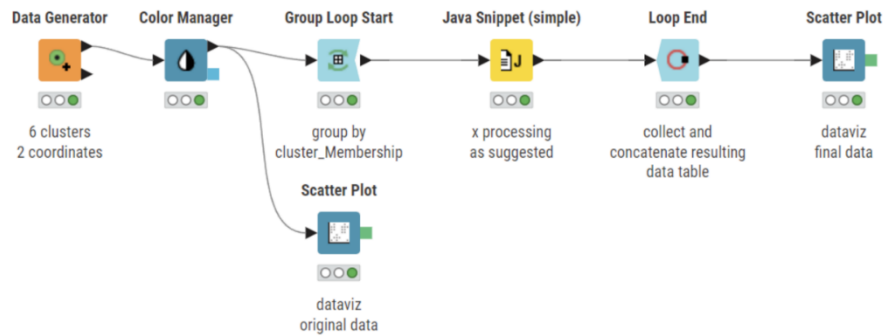 Data Generator
Color Manager
Group Loop Start
Java Snippet (simple)
Loop End
Scatter Plot
J
6 clusters
2 coordinates
group by
cluster_Membership
x processing
as suggested
collect and
concatenate resulting
data table
dataviz
final data
Scatter Plot
dataviz
original data